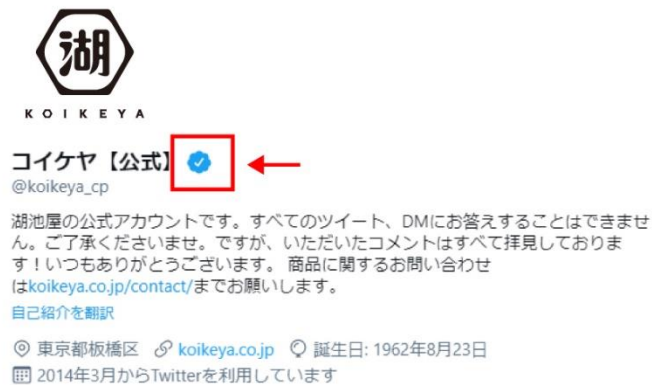 湖
KOIKEYA
コイケヤ【公式】
@koikeya_cp
湖池屋の公式アカウントです。すべてのツイート、DMにお答えすることはできませ
ん。ご了承くださいませ。ですが、いただいたコメントはすべて拝見しておりま
す！いつもありがとうございます。 商品に関するお問い合わせ
はkoikeya.co.jp/contact/までお願いします。
自己紹介を翻訳
東京都板橋区 koikeya.co.jp 誕生日: 1962年8月23日
2014年3月からTwitterを利用しています